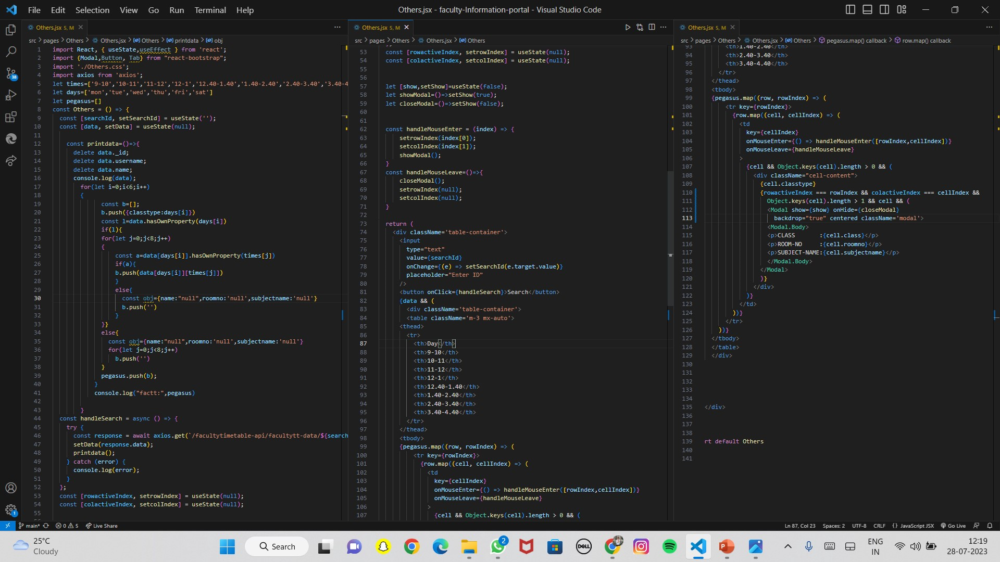 File Edit Selection View Go Run Terminal Help
Others.jsx - faculty-Information-portal - Visual Studio Code
Others.jsx 5, M
src > pages > Others > Others.jsx > Others > printdata > obj
1 import React, { useState,useEffect } from 'react';
2 import {Modal,Button, Tab} from "react-bootstrap";
3 import './Others.css';
4 import axios from 'axios';
5 let times=['9-10','10-11','11-12','12-1','12.40-1.40','1.40-2.40','2.40-3.40','3.40-4
6 let days=['mon','tue','wed','thu','fri','sat']
7 let pegasus=[]
8 const Others = () => {
9 const [searchId, setSearchId] = useState('');
10 const [data, setData] = useState(null);
11
12 const printdata=()=>{
13 delete data._id;
14 delete data.username;
15 delete data.name;
16 console.log(data);
17 for(let i=0;i<6;i++)
18 {
19 const b=[];
20 b.push({classtype:days[i]})
21 const l=data.hasOwnProperty(days[i])
22 if(l){
23 for(let j=0;j<8;j++)
24 {
25 const a=data[days[i]].hasOwnProperty(times[j])
26 if(a){
27 b.push(data[days[i]][times[j]])
28 }
29 else{
30 const obj={name:"null",roomno:'null',subjectname:'null'}
31 b.push('')
32 }
33 }}
34 else{
35 const obj={name:"null",roomno:'null',subjectname:'null'}
36 for(let j=0;j<8;j++)
37 b.push('')
38 }
39 pegasus.push(b);
40 }
41 console.log("factt:",pegasus)
42
43 }
44 const handleSearch = async () => {
45 try {
46 const response = await axios.get(`/facultytimetable-api/facultytt-data/${search
47 setData(response.data);
48 printdata();
49 } catch (error) {
50 console.log(error);
51 }
52 };
53 const [rowactiveIndex, setrowIndex] = useState(null);
54 const [colactiveIndex, setcolIndex] = useState(null);
55
Others.jsx 5, M
src > pages > Others > Others.jsx > Others
53 const [rowactiveIndex, setrowIndex] = useState(null);
54 const [colactiveIndex, setcolIndex] = useState(null);
55
56
57 let [show,setShow]=useState(false);
58 let showModal=()=>setShow(true);
59 let closeModal=()=>setShow(false);
60
61
62 const handleMouseEnter = (index) => {
63 setrowIndex(index[0]);
64 setcolIndex(index[1]);
65 showModal();
66 }
67 const handleMouseLeave=()=>{
68 closeModal();
69 setrowIndex(null);
70 setcolIndex(null);
71 }
72
73 return (
74 <div className='table-container'>
75 <input
76 type="text"
77 value={searchId}
78 onChange={(e) => setSearchId(e.target.value)}
79 placeholder="Enter ID"
80 />
81 <button onClick={handleSearch}>Search</button>
82 {data && (
83 <div className='table-container'>
84 <table className='m-3 mx-auto'>
85 <thead>
86 <tr>
87 <th>Day</th>
88 <th>9-10</th>
89 <th>10-11</th>
90 <th>11-12</th>
91 <th>12-1</th>
92 <th>12.40-1.40</th>
93 <th>1.40-2.40</th>
94 <th>2.40-3.40</th>
95 <th>3.40-4.40</th>
96 </tr>
97 </thead>
98 <tbody>
99 {pegasus.map((row, rowIndex) => (
100 <tr key={rowIndex}>
101 {row.map((cell, cellIndex) => (
102 <td
103 key={cellIndex}
104 onMouseEnter={() => handleMouseEnter([rowIndex,cellIndex])}
105 onMouseLeave={handleMouseLeave}
106 >
107 {cell && Object.keys(cell).length > 0 && (
Others.jsx 5, M
src > pages > Others > Others.jsx > Others > pegasus.map() callback > row.map() callback
93 <th>1.40-2.40</th>
94 <th>2.40-3.40</th>
95 <th>3.40-4.40</th>
96 </tr>
97 </thead>
98 <tbody>
99 {pegasus.map((row, rowIndex) => (
100 <tr key={rowIndex}>
101 {row.map((cell, cellIndex) => (
102 <td
103 key={cellIndex}
104 onMouseEnter={() => handleMouseEnter([rowIndex,cellIndex])}
105 onMouseLeave={handleMouseLeave}
106 >
107 {cell && Object.keys(cell).length > 0 && (
108 <div className="cell-content">
109 {cell.classtype}
110 {rowactiveIndex === rowIndex && colactiveIndex === cellIndex &&
111 Object.keys(cell).length > 1 && cell && (
112 <Modal show={show} onHide={closeModal}
113 backdrop="true" centered className='modal'>
114 <Modal.Body>
115 <p>CLASS :{cell.class}</p>
116 <p>ROOM-NO :{cell.roomno}</p>
117 <p>SUBJECT-NAME:{cell.subjectname}</p>
118 </Modal.Body>
119 </Modal>
120 )}
121 </div>
122 )}
123 </td>
124 ))}
125 </tr>
126 ))}
127 </tbody>
128 </table>
129 </div>
130
131
132
133
134
135 </div>
136
137
138
139 rt default Others
140
141
38
1
main* 0 5 Live Share
Ln 87, Col 23 Spaces: 2 UTF-8 CRLF {} JavaScript JSX Go Live
25°C
Cloudy
Search
2
DELL
ENG
IN
12:19
28-07-2023